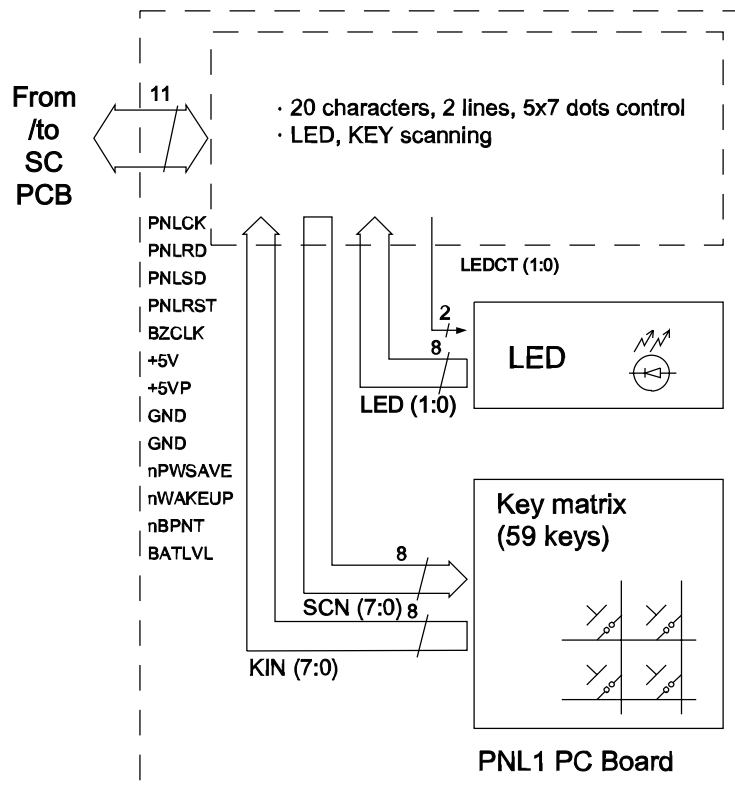 From
/to
SC
PCB
11
· 20 characters, 2 lines, 5x7 dots control
· LED, KEY scanning
PNLCK
PNLRD
PNLSD
PNLRST
BZCLK
+5V
+5VP
GND
GND
nPWSAVE
nWAKEUP
nBPNT
BATLVL
LEDCT (1:0)
2
8
LED (1:0)
LED
Key matrix
(59 keys)
8
SCN (7:0)
8
KIN (7:0)
PNL1 PC Board